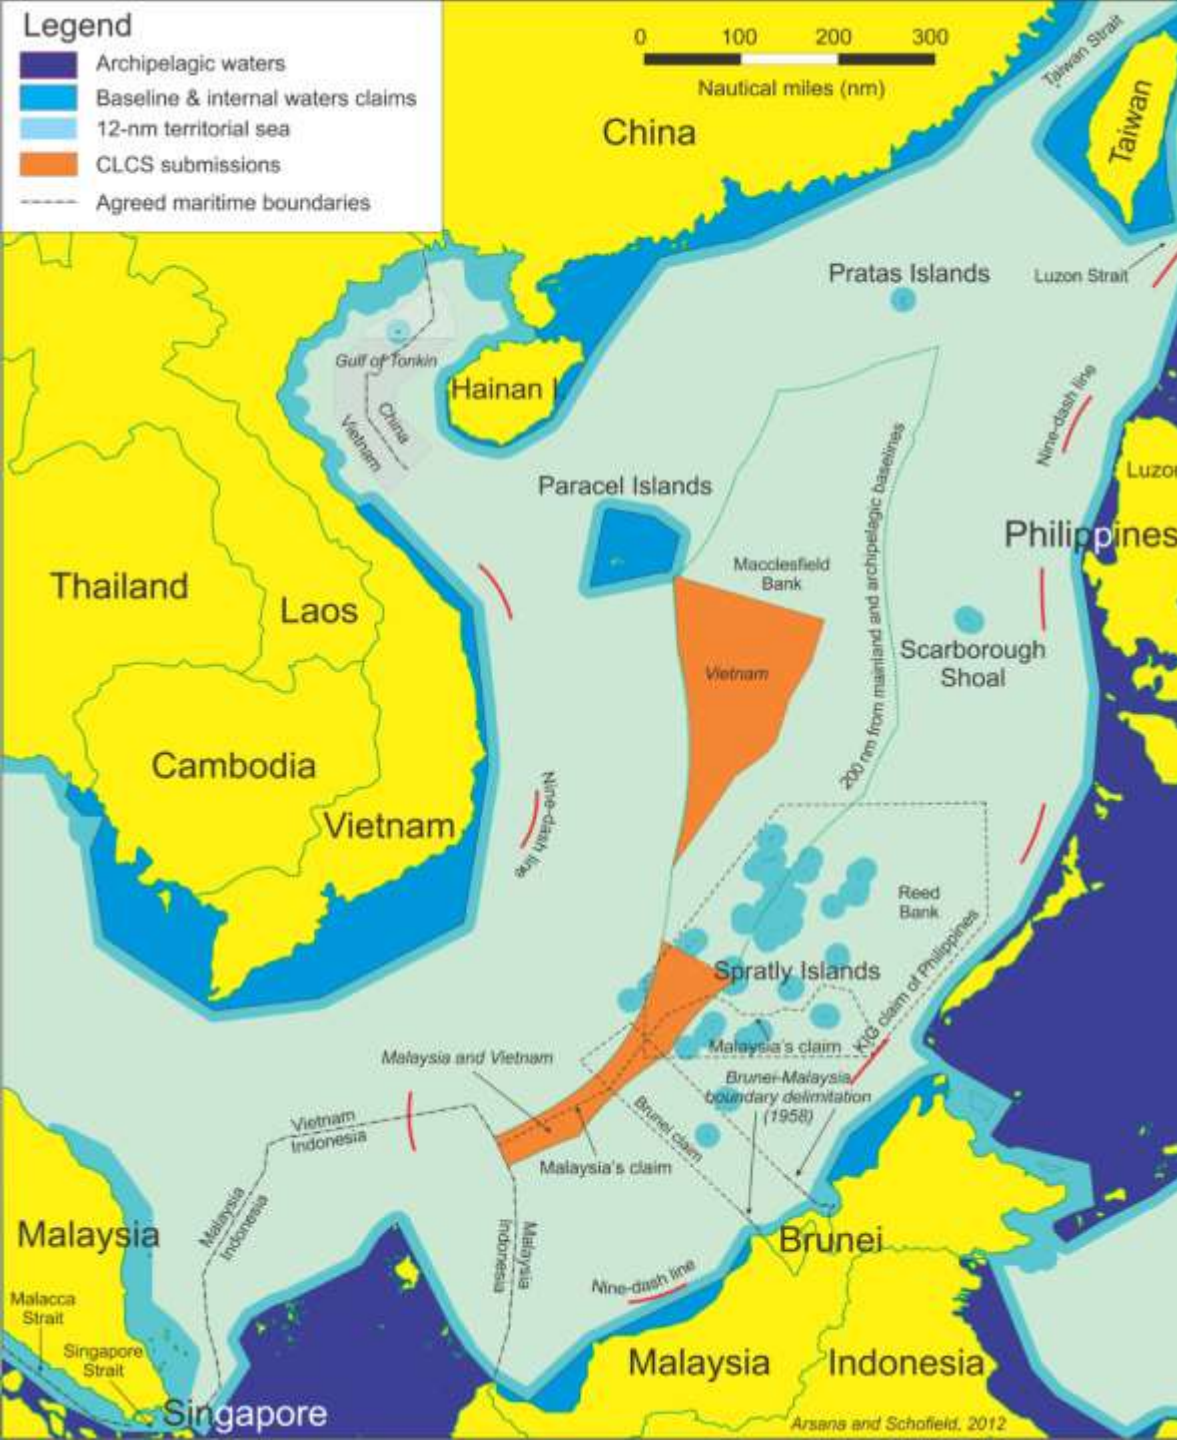 Legend
Archipelagic waters
Baseline & internal waters claims
12-nm territorial sea
CLCS submissions
Agreed maritime boundaries
0 100 200 300
Nautical miles (nm)
China
Taiwan Strait
Taiwan
Pratas Islands
Luzon Strait
Gulf of Tonkin
Hainan I.
China
Vietnam
Nine-dash line
Luzon
Paracel Islands
Philippines
Macclesfield
Bank
200 nm from mainland and archipelagic baselines
Thailand
Laos
Scarborough
Shoal
Vietnam
Cambodia
Vietnam
Nine-dash line
Reed
Bank
Spratly Islands
KIG claim of Philippines
Malaysia's claim
Malaysia and Vietnam
Brunei-Malaysia
boundary delimitation
(1958)
Brunei claim
Vietnam
Indonesia
Malaysia's claim
Malaysia
Indonesia
Malaysia
Indonesia
Malaysia
Brunei
Nine-dash line
Malacca
Strait
Singapore
Strait
Malaysia
Indonesia
Singapore
Arsana and Schofield, 2012